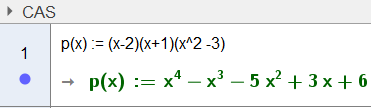 CAS
1
p(x) := (x-2)(x+1)(x^2 -3)
→ p(x) := x⁴ − x³ − 5 x² + 3 x + 6